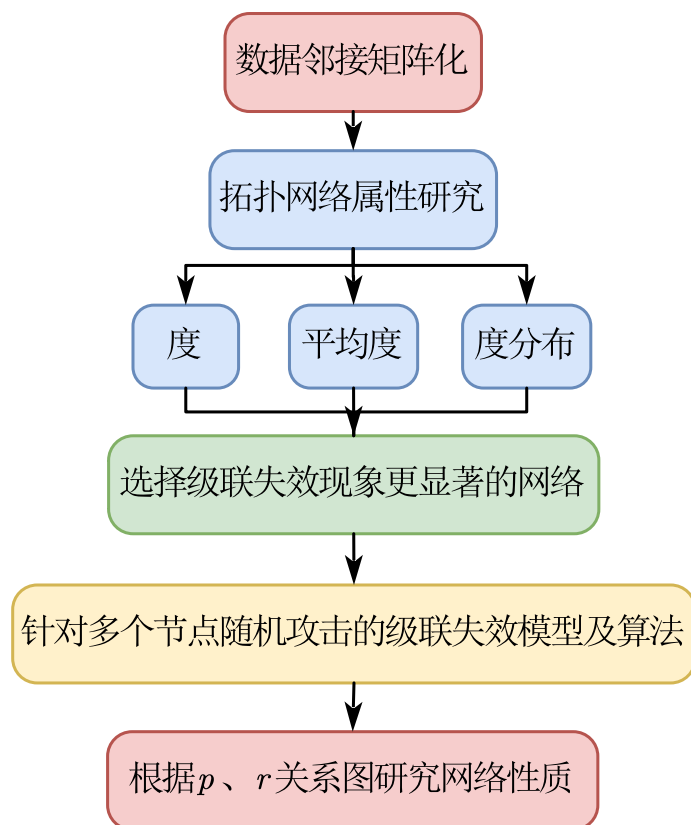 数据邻接矩阵化
拓扑网络属性研究
度
平均度
度分布
选择级联失效现象更显著的网络
针对多个节点随机攻击的级联失效模型及算法
根据p、r关系图研究网络性质